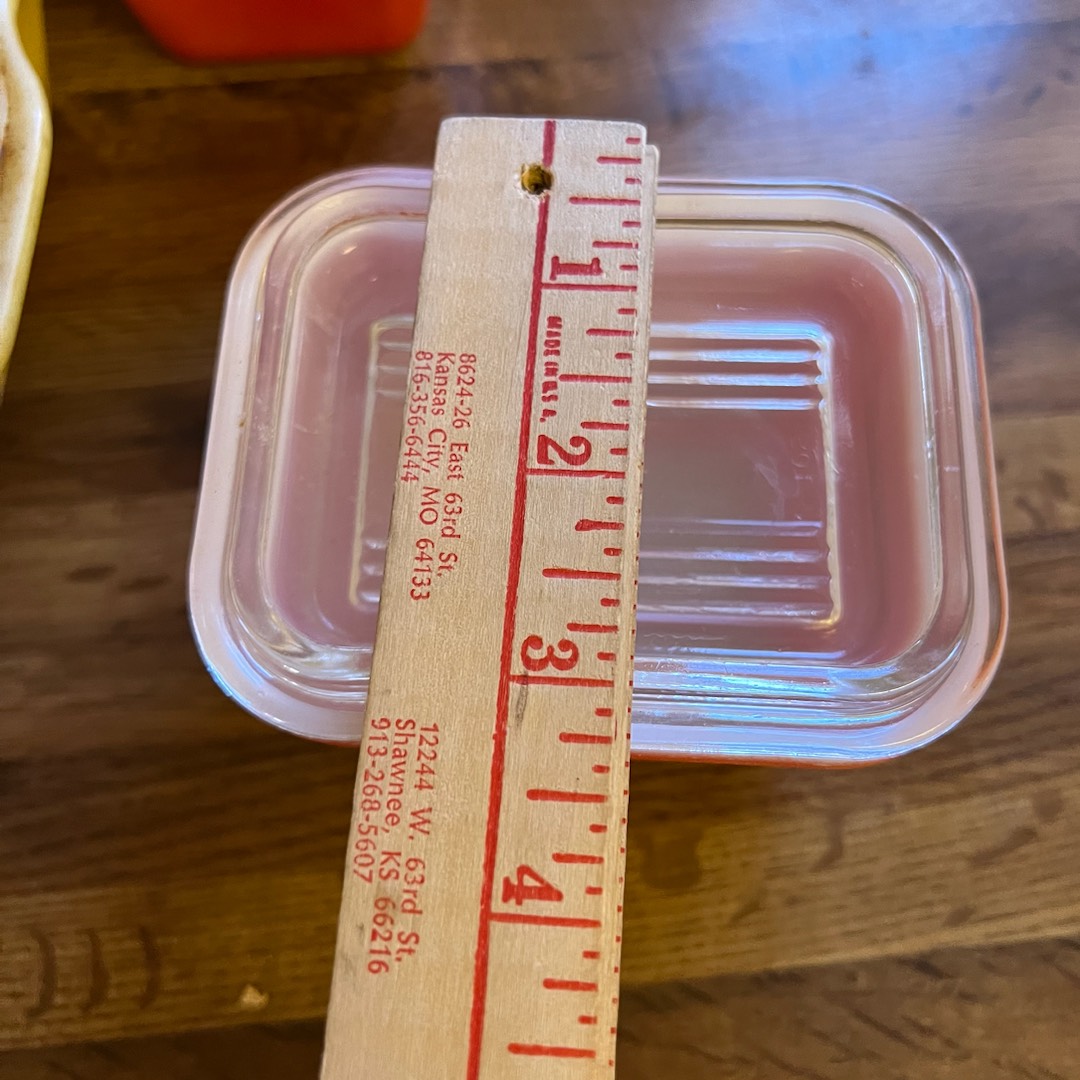 1
MADE IN U.S.A.
2
3
4
8624-26 East 63rd St.
Kansas City, MO 64133
816-356-6444
12244 W. 63rd St.
Shawnee, KS 66216
913-268-5607